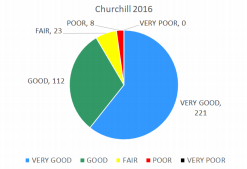 Churchill 2016
POOR, 8
VERY POOR, 0
FAIR, 23
GOOD, 112
VERY GOOD,
221
VERY GOOD
GOOD
FAIR
POOR
VERY POOR